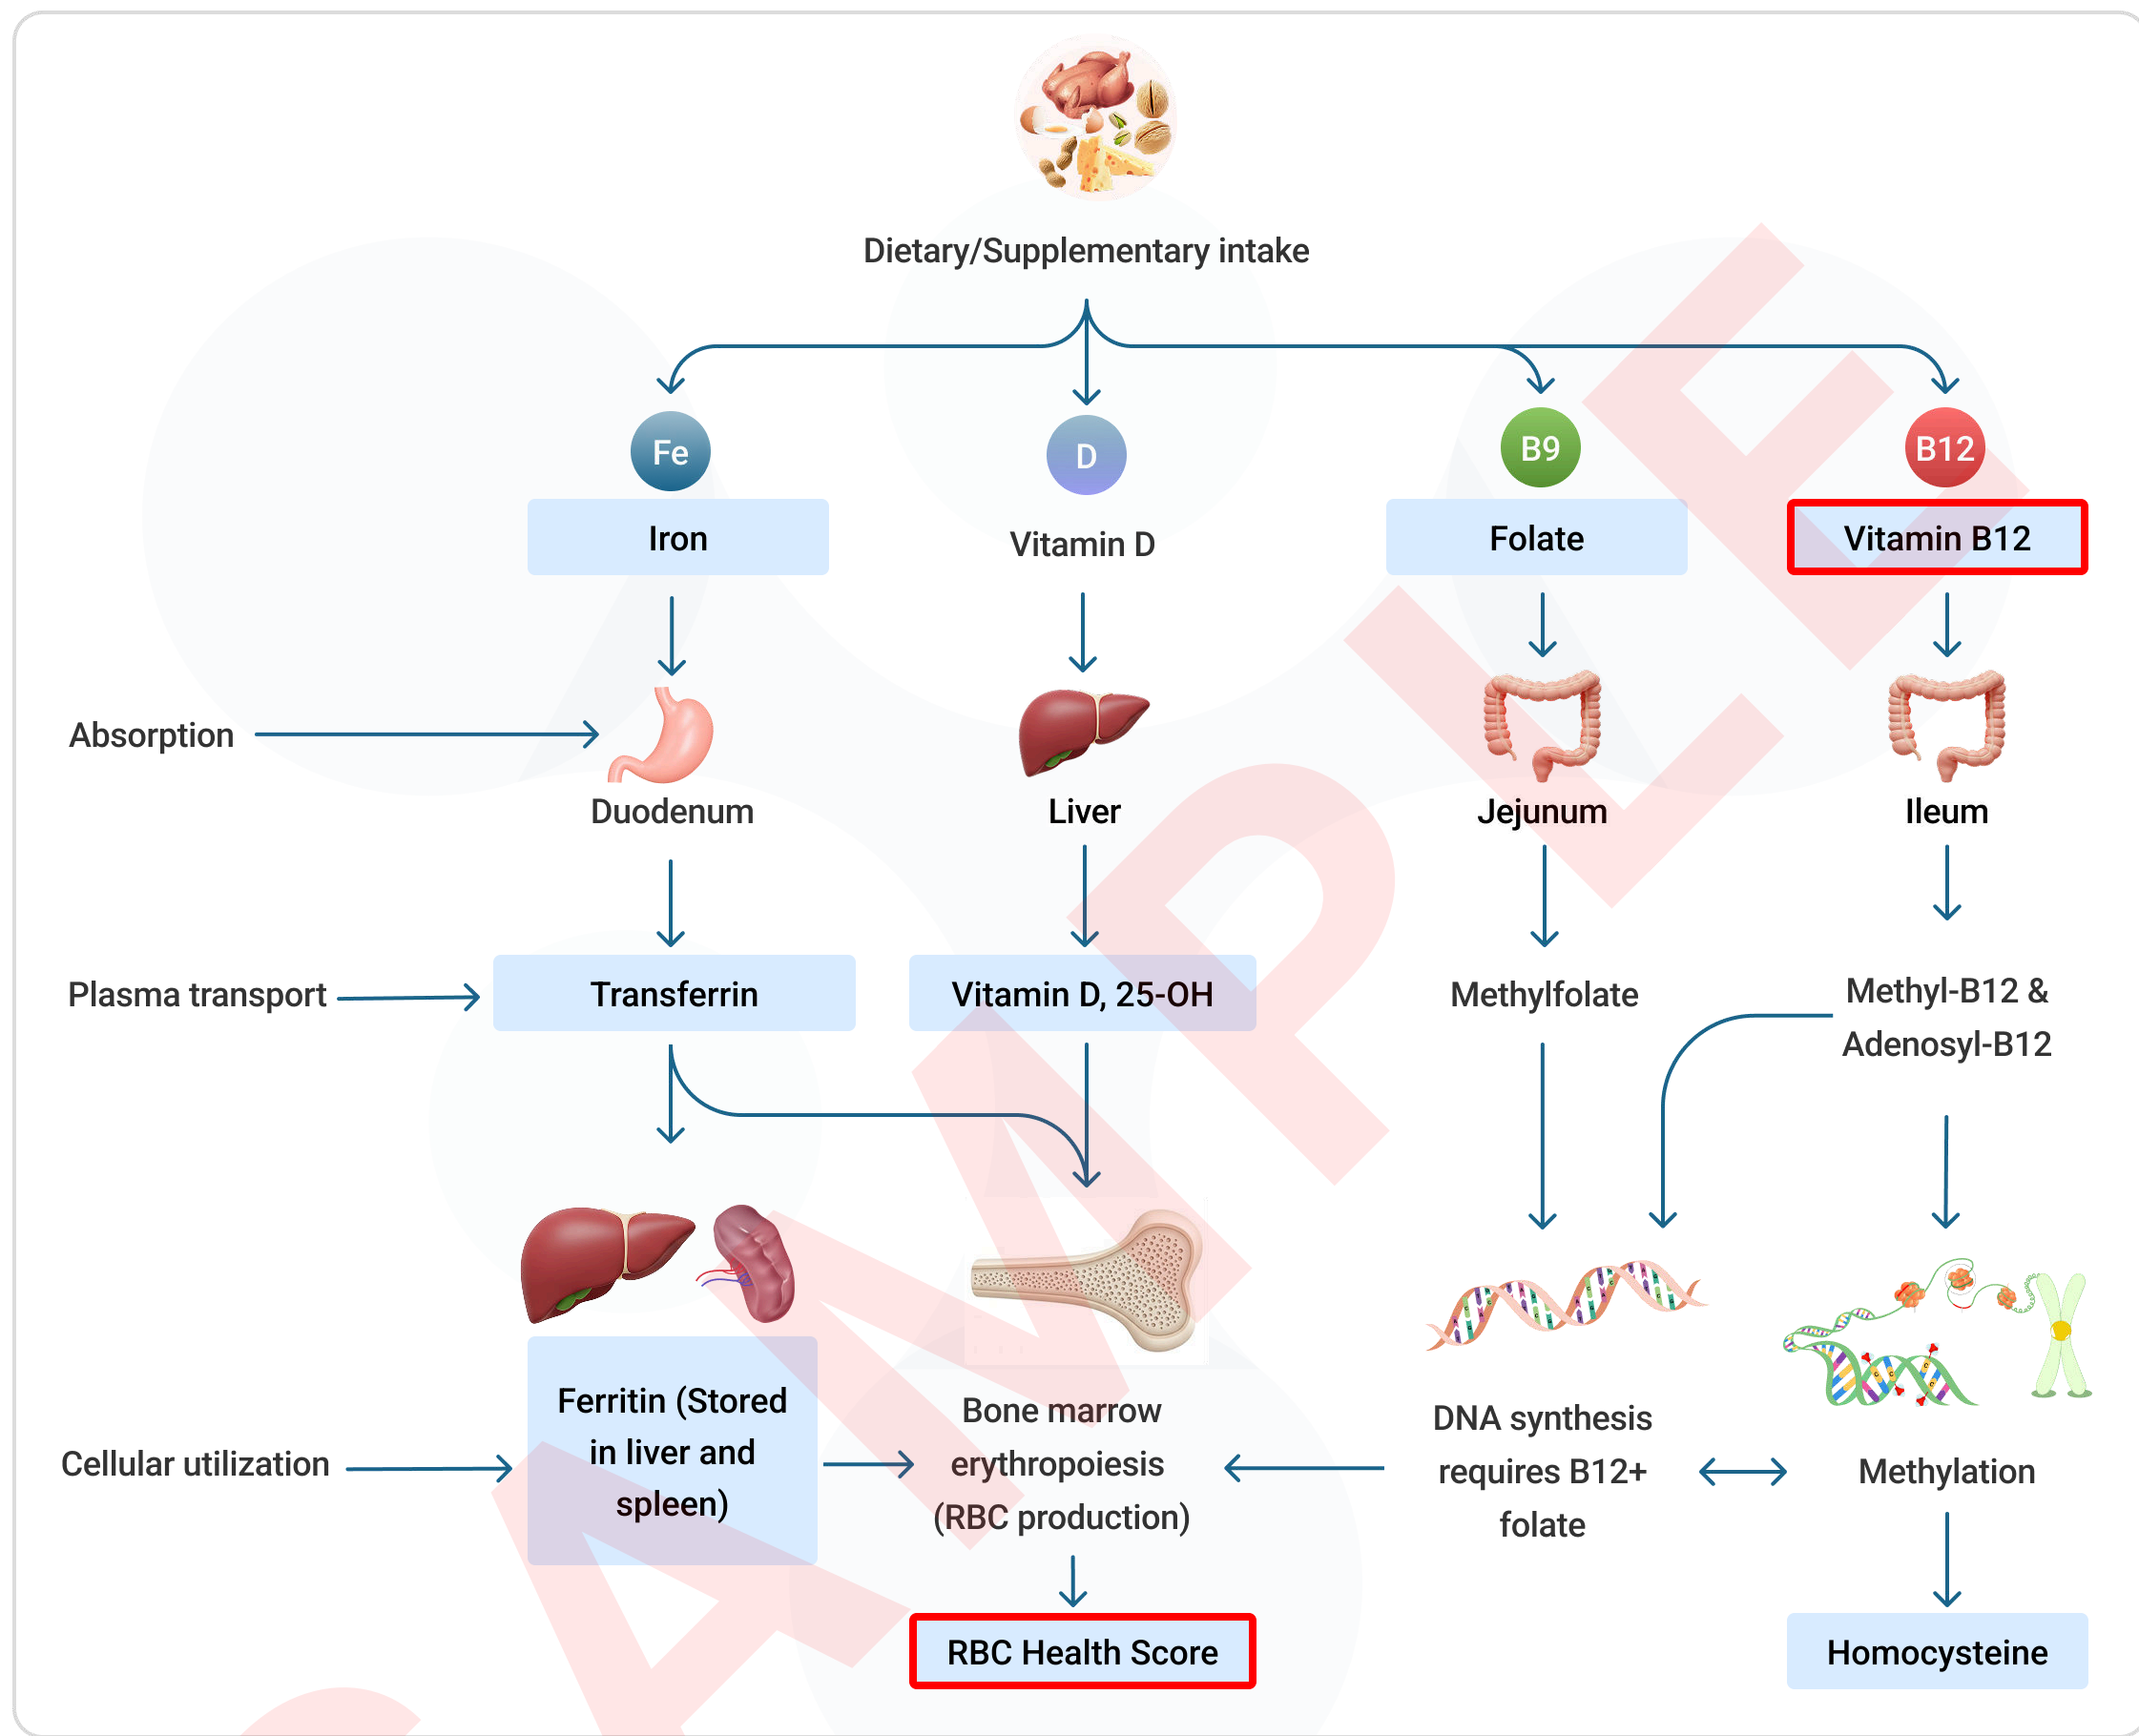 Dietary/Supplementary intake
Fe
D
B9
B12
Iron
Vitamin D
Folate
Vitamin B12
Absorption
Duodenum
Liver
Jejunum
Ileum
Plasma transport
Transferrin
Vitamin D, 25-OH
Methylfolate
Methyl-B12 &
Adenosyl-B12
Cellular utilization
Ferritin (Stored
in liver and
spleen)
Bone marrow
erythropoiesis
(RBC production)
DNA synthesis
requires B12+
folate
Methylation
RBC Health Score
Homocysteine
SAMPLE